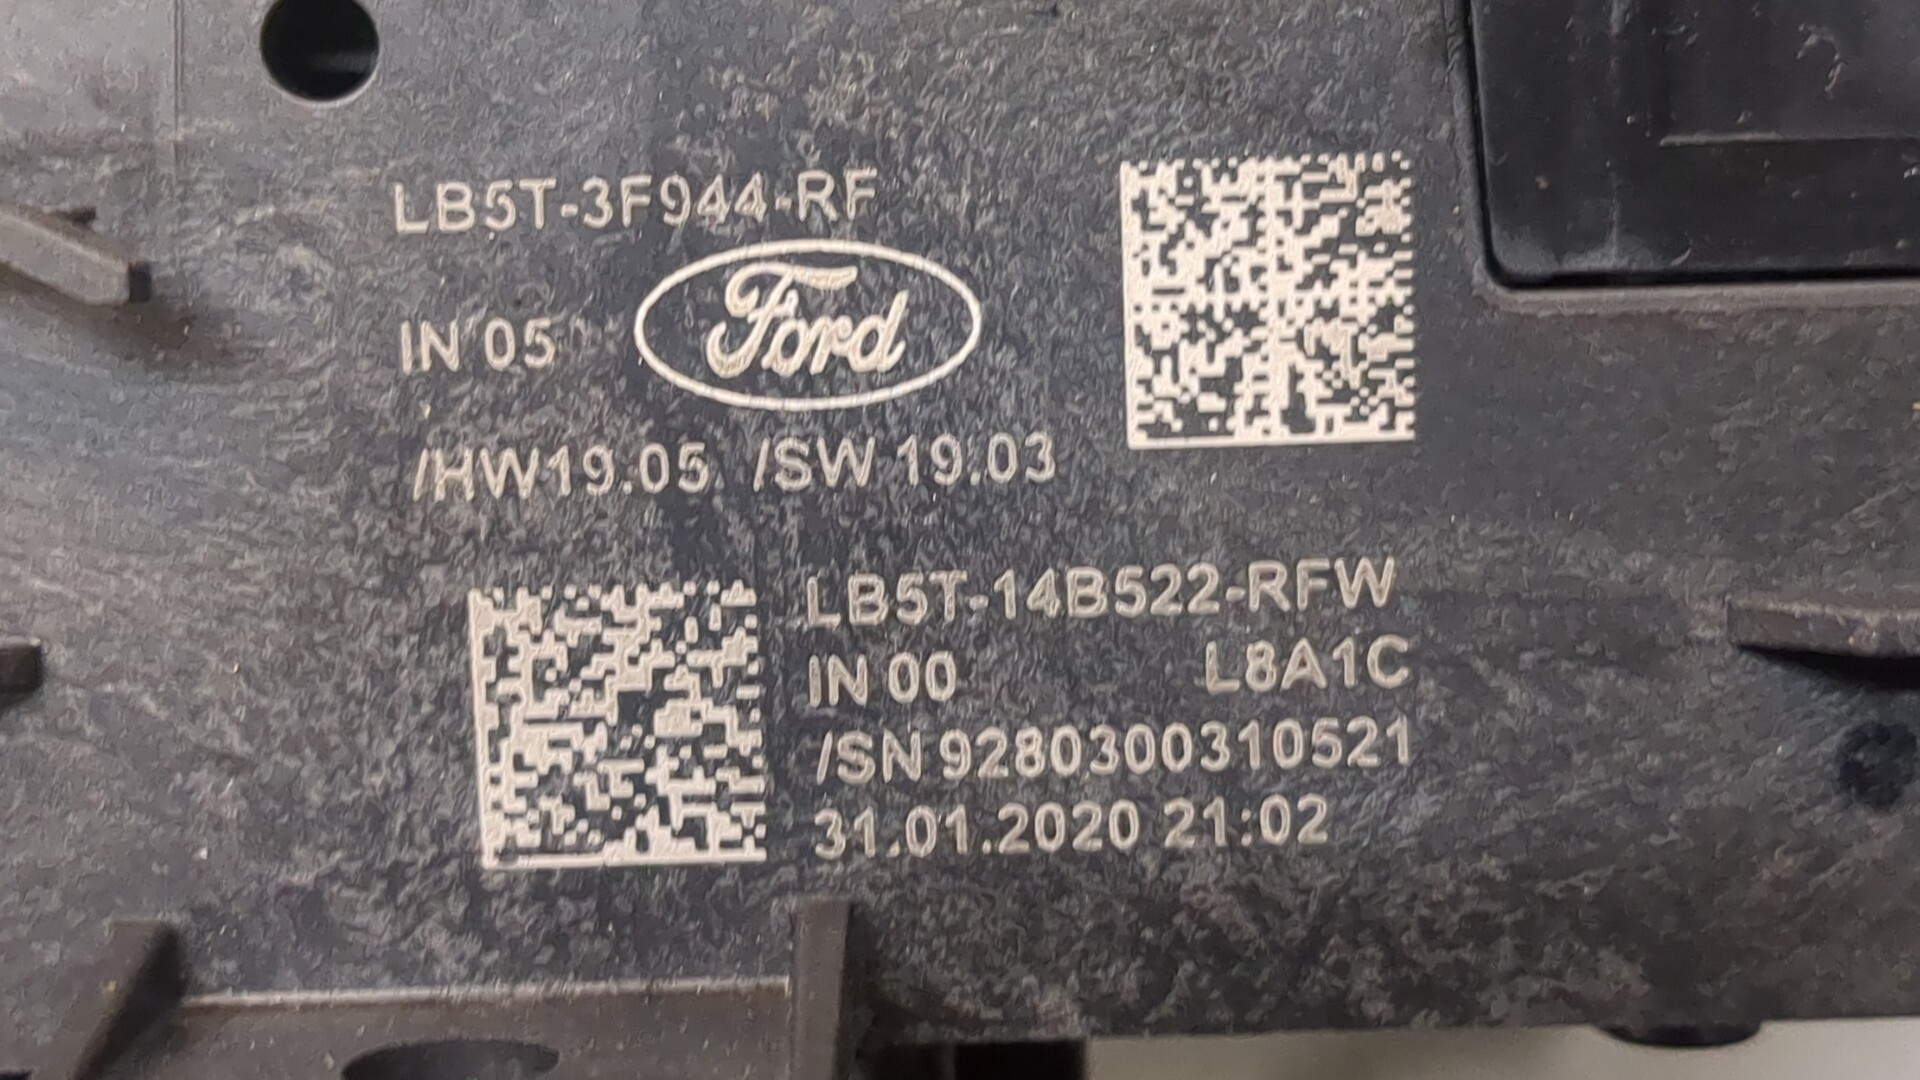 LB5T-3F944-RF
IN 05
Ford
/HW19.05 /SW 19.03
LB5T-14B522-RFW
IN 00 L8A1C
/SN 9280300310521
31.01.2020 21:02